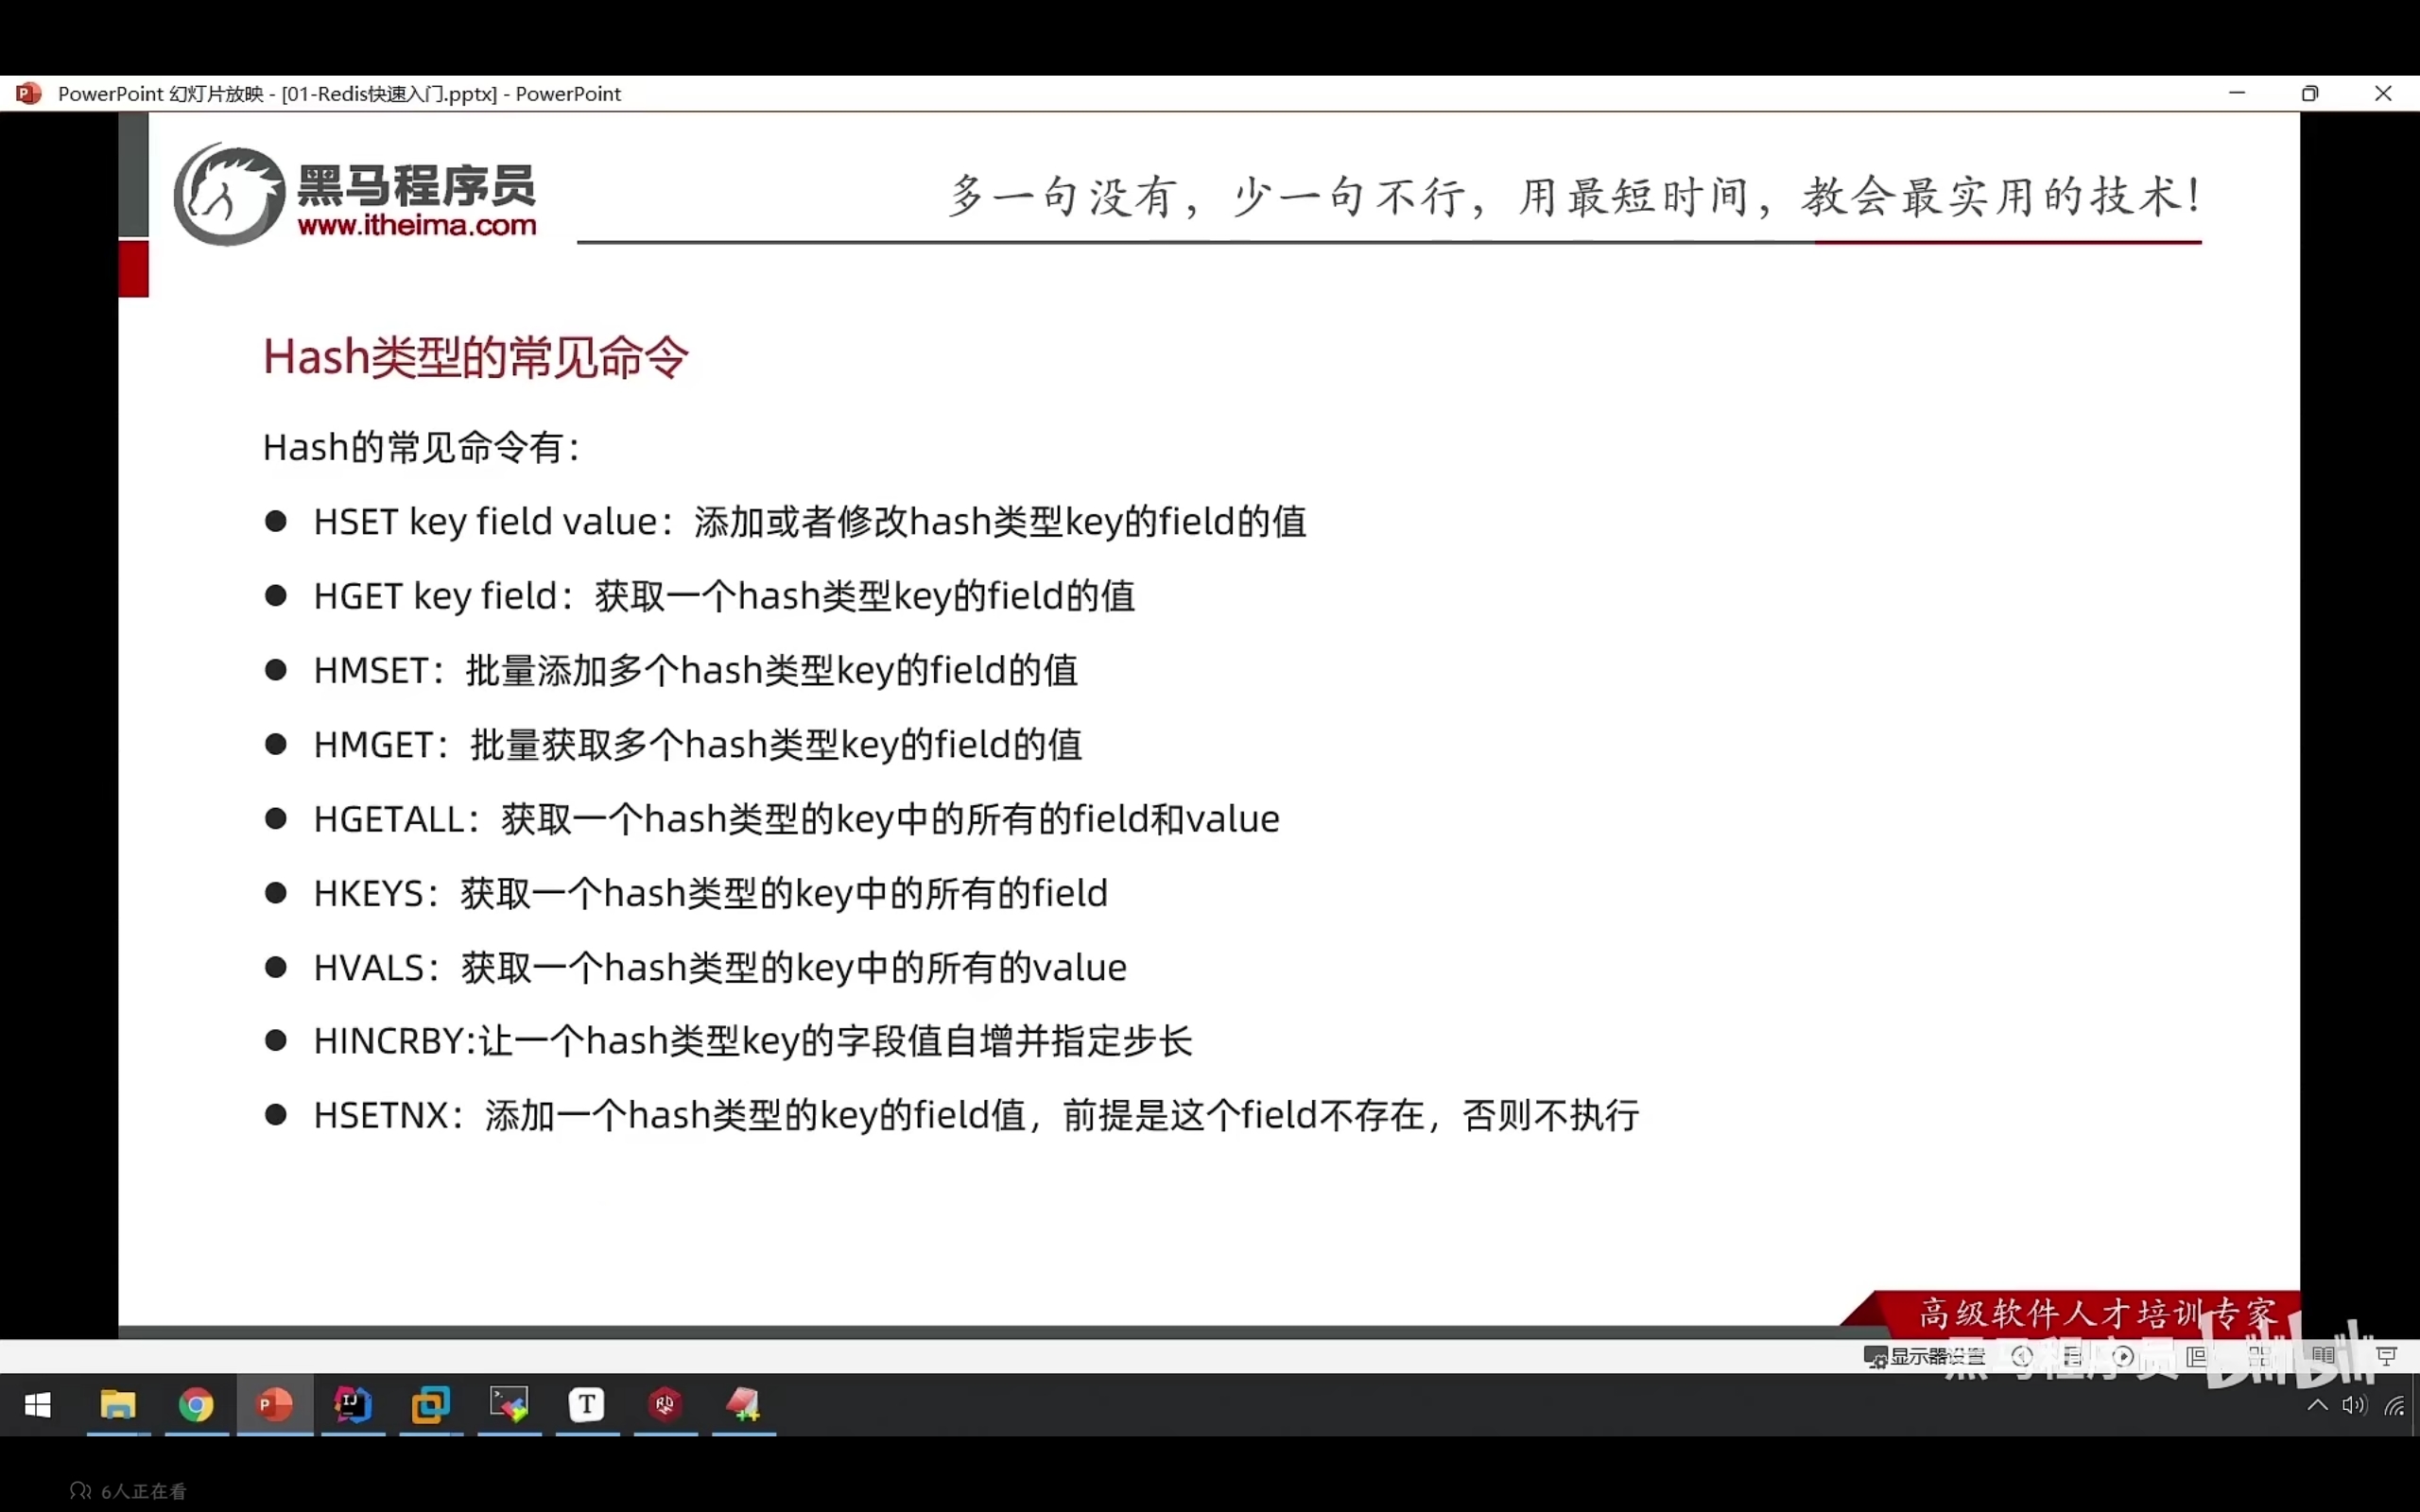 PowerPoint 幻灯片放映 - [01-Redis快速入门.pptx] - PowerPoint
黑马程序员
www.itheima.com
多一句没有，少一句不行，用最短时间，教会最实用的技术！
Hash类型的常见命令
Hash的常见命令有：
● HSET key field value：添加或者修改hash类型key的field的值
● HGET key field：获取一个hash类型key的field的值
● HMSET：批量添加多个hash类型key的field的值
● HMGET：批量获取多个hash类型key的field的值
● HGETALL：获取一个hash类型的key中的所有的field和value
● HKEYS：获取一个hash类型的key中的所有的field
● HVALS：获取一个hash类型的key中的所有的value
● HINCRBY:让一个hash类型key的字段值自增并指定步长
● HSETNX：添加一个hash类型的key的field值，前提是这个field不存在，否则不执行
高级软件人才培训专家
黑马程序员 bilibili
显示器设置
6人正在看